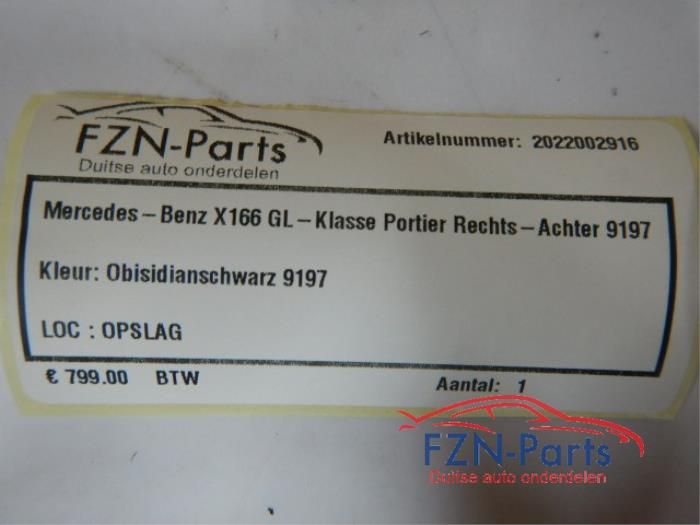 FZN-Parts
Duitse auto onderdelen
Artikelnummer: 2022002916
Mercedes-Benz X166 GL-Klasse Portier Rechts-Achter 9197
Kleur: Obisidianschwarz 9197
LOC : OPSLAG
€ 799.00 BTW
Aantal: 1
FZN-Parts
Duitse auto onderdelen